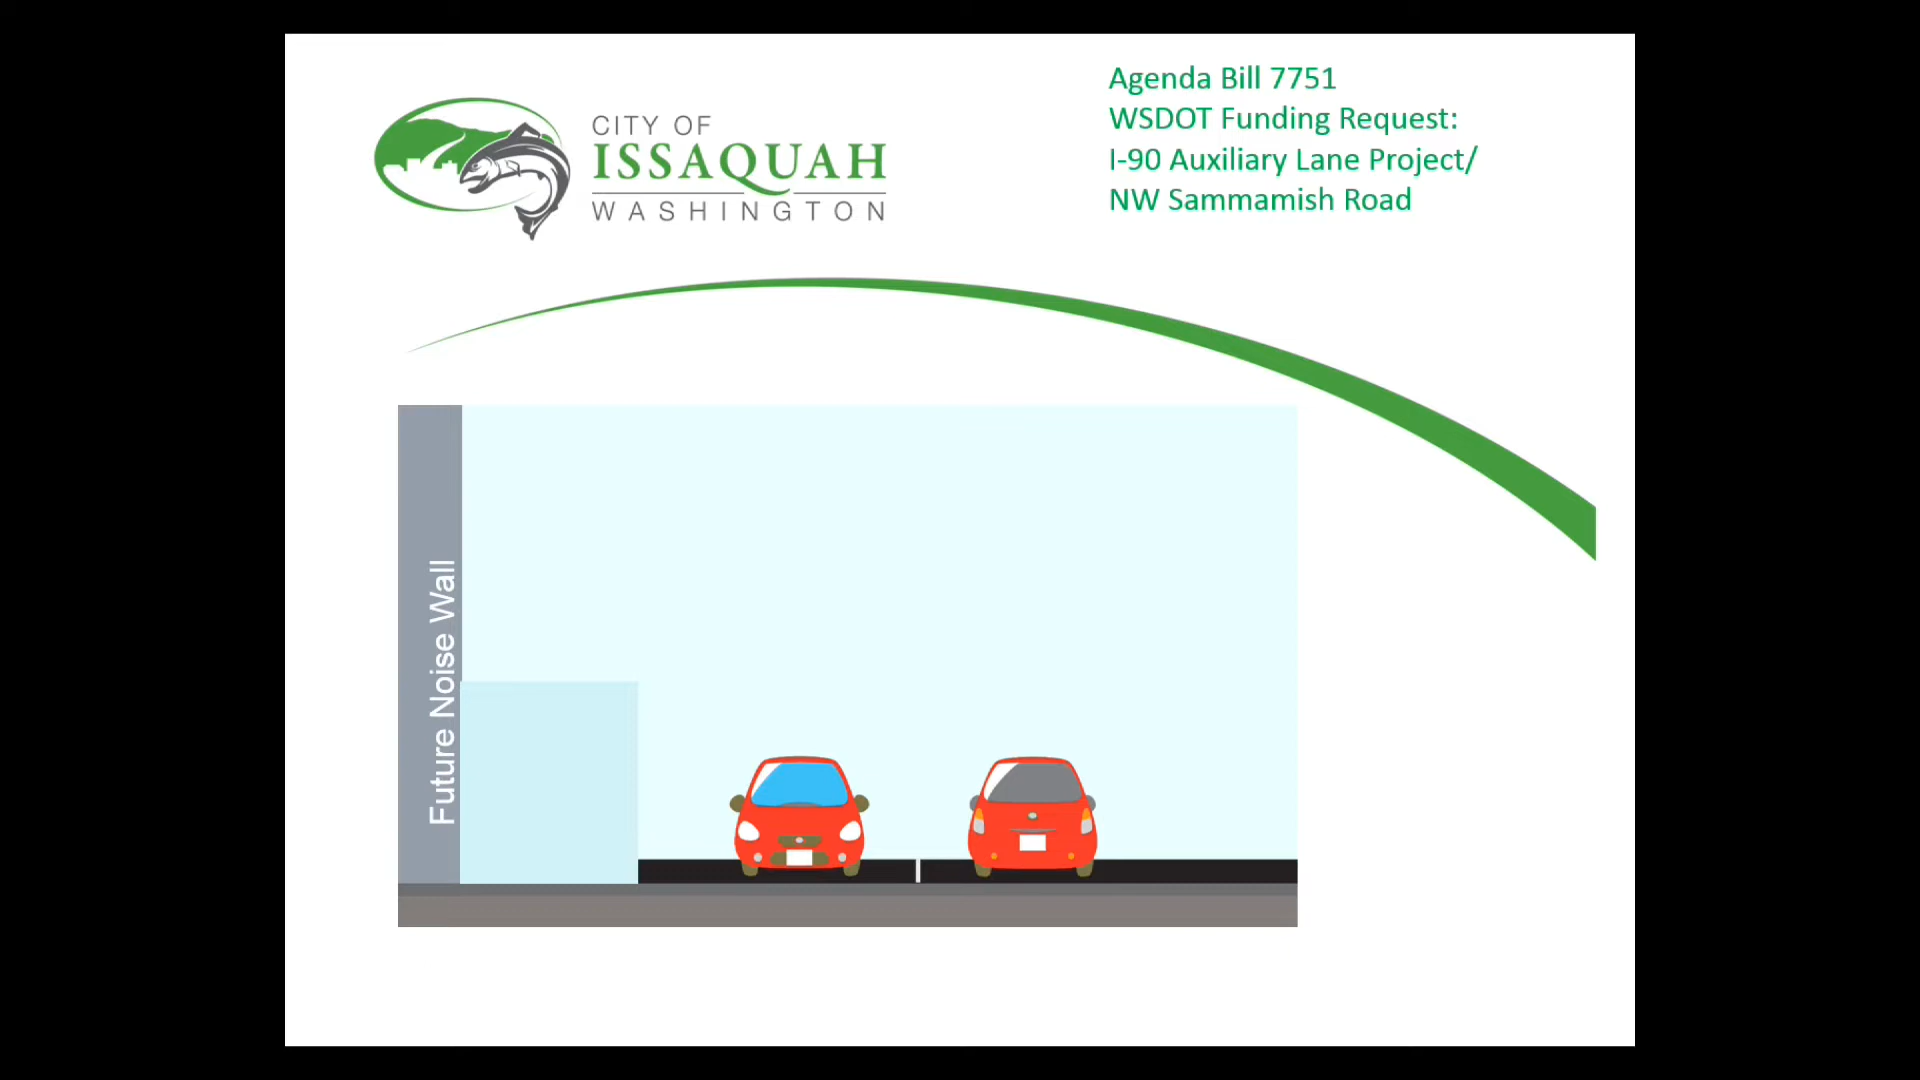 CITY OF
ISSAQUAH
WASHINGTON
Agenda Bill 7751
WSDOT Funding Request:
I-90 Auxiliary Lane Project/
NW Sammamish Road
Future Noise Wall